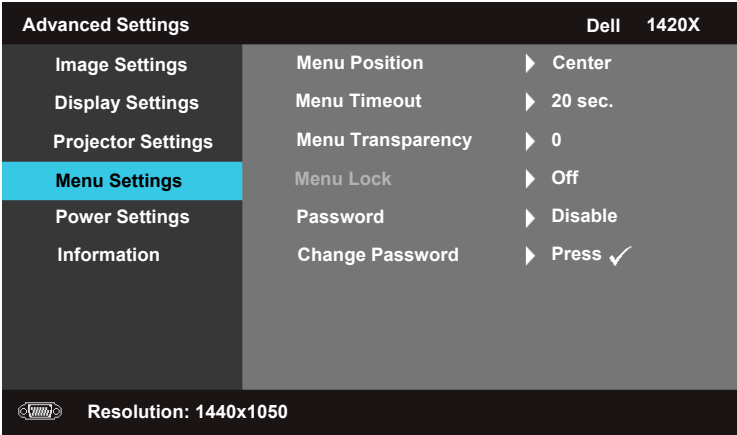 Advanced Settings Dell 1420X
Image Settings Menu Position Center
Display Settings Menu Timeout 20 sec.
Projector Settings Menu Transparency 0
Menu Settings Menu Lock Off
Power Settings Password Disable
Information Change Password Press ✓
Resolution: 1440x1050